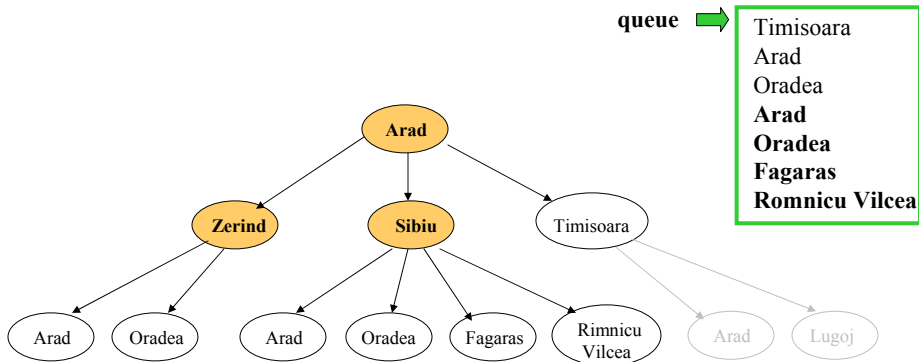 queue
Timisoara
Arad
Oradea
Arad
Oradea
Fagaras
Romnicu Vilcea
Arad
Zerind
Sibiu
Timisoara
Arad
Oradea
Arad
Oradea
Fagaras
Rimnicu
Vilcea
Arad
Lugoj